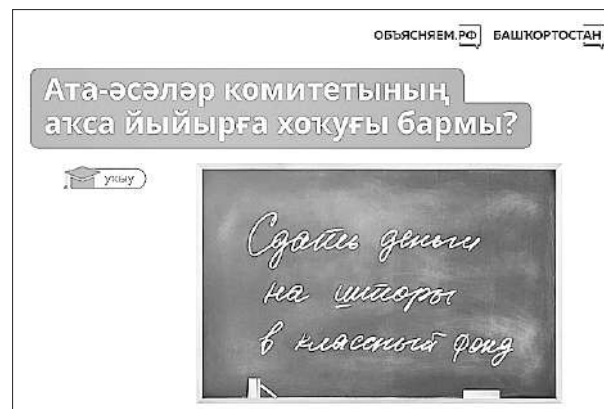 ОБЪЯСНЯЕМ.РФ БАШҠОРТОСТАН
Ата-әсәләр комитетының
аҡса йыйырға хоҡуғы бармы?
уҡыу
Сдать деньги
на шторы
в классный фонд